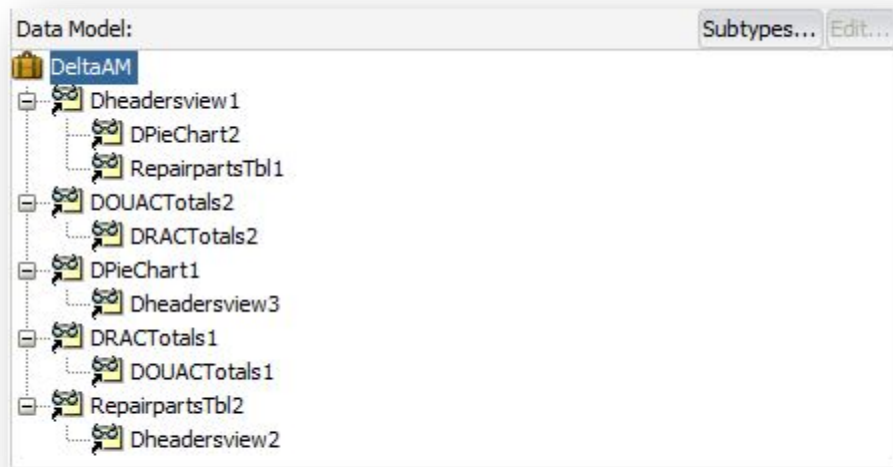 Data Model: Subtypes... Edit...
DeltaAM
Dheadersview1
DPieChart2
RepairpartsTbl1
DOUACTotals2
DRACTotals2
DPieChart1
Dheadersview3
DRACTotals1
DOUACTotals1
RepairpartsTbl2
Dheadersview2